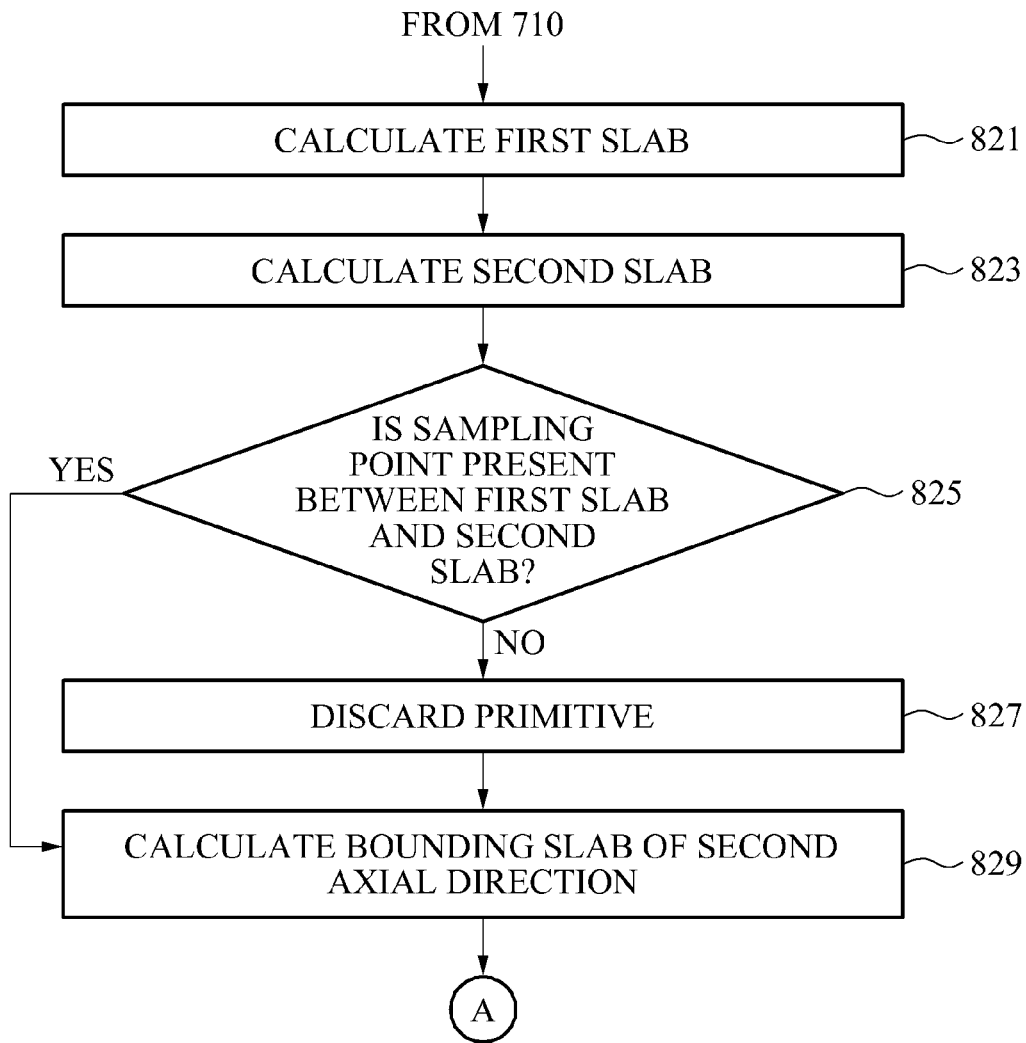 FROM 710
CALCULATE FIRST SLAB
821
CALCULATE SECOND SLAB
823
IS SAMPLING
POINT PRESENT
BETWEEN FIRST SLAB
AND SECOND
SLAB?
YES
825
NO
DISCARD PRIMITIVE
827
CALCULATE BOUNDING SLAB OF SECOND
AXIAL DIRECTION
829
A